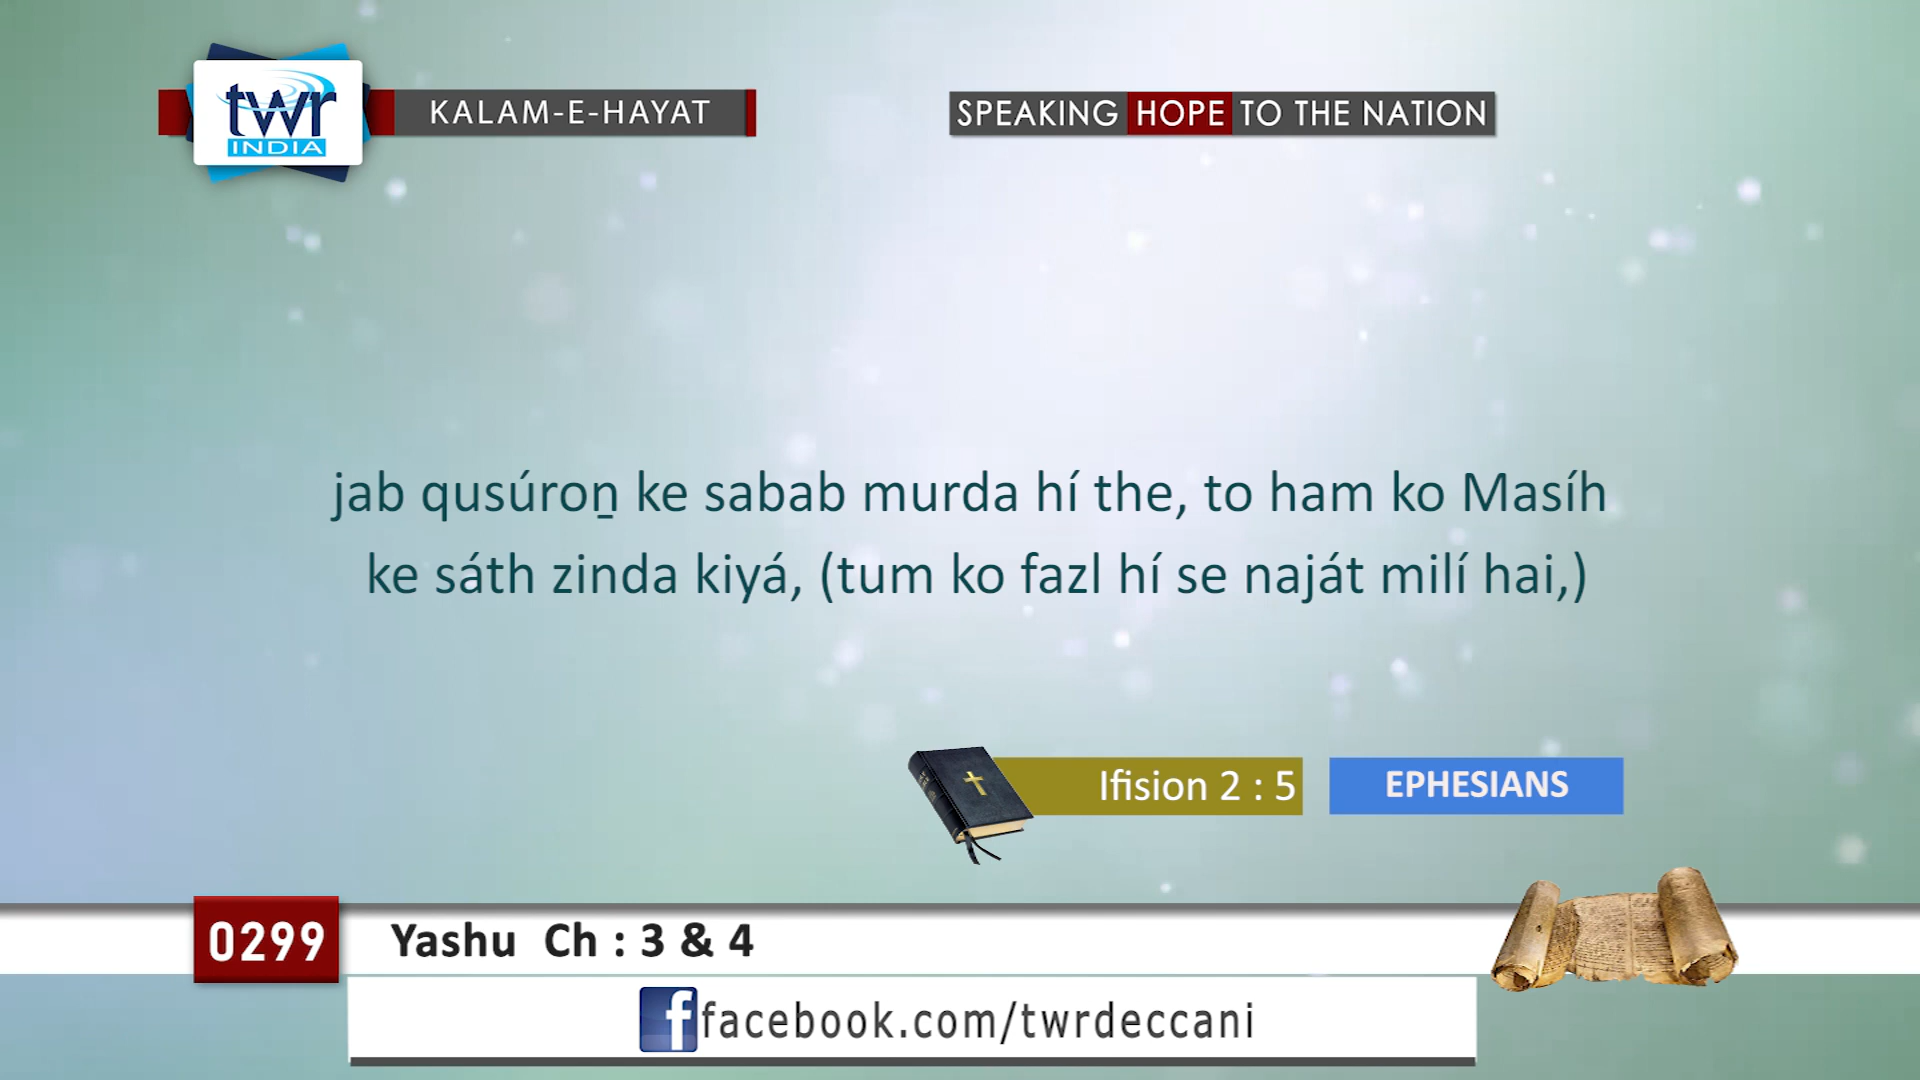 twr
INDIA
KALAM-E-HAYAT
SPEAKING HOPE TO THE NATION
jab qusúroṉ ke sabab murda hí the, to ham ko Masíh
ke sáth zinda kiyá, (tum ko fazl hí se naját milí hai,)
Ifision 2 : 5
EPHESIANS
0299
Yashu Ch : 3 & 4
facebook.com/twrdeccani